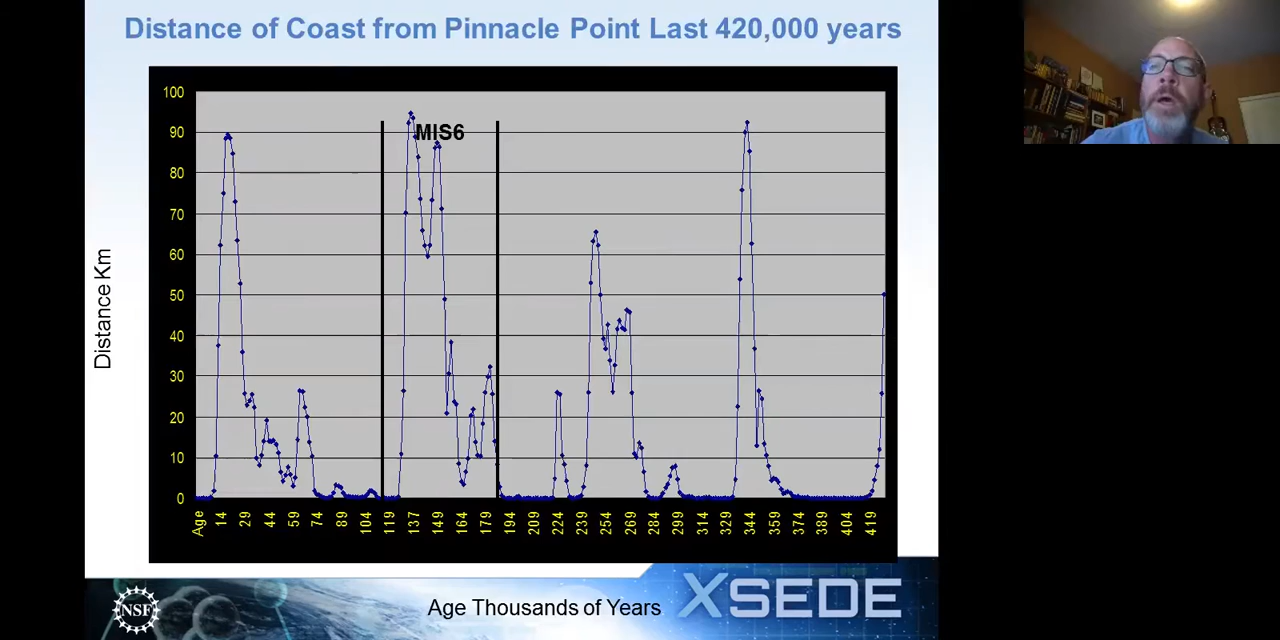 Distance of Coast from Pinnacle Point Last 420,000 years
100
90
80
70
60
50
40
30
20
10
0
MIS6
Distance Km
Age 14 29 44 59 74 89 104 119 137 149 164 179 194 209 224 239 254 269 284 299 314 329 344 359 374 389 404 419
Age Thousands of Years
NSF
XSEDE